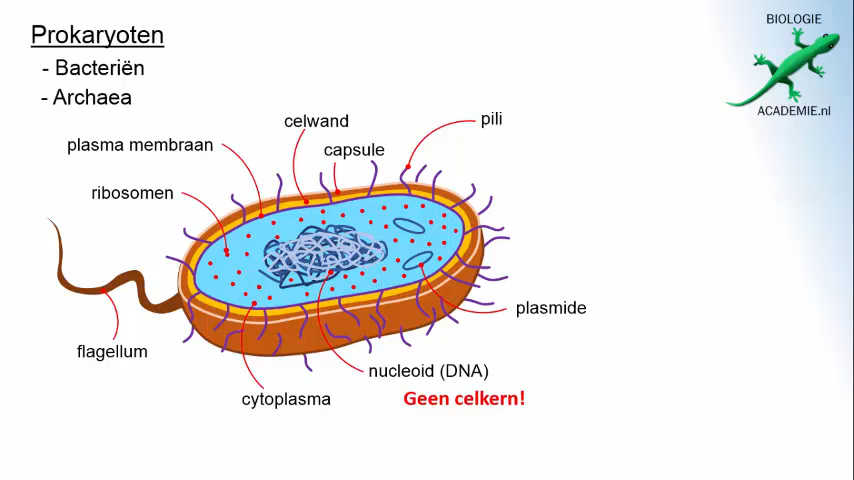 Prokaryoten
- Bacteriën
- Archaea
BIOLOGIE
ACADEMIE.nl
celwand
pili
plasma membraan
capsule
ribosomen
plasmide
flagellum
nucleoid (DNA)
cytoplasma
Geen celkern!